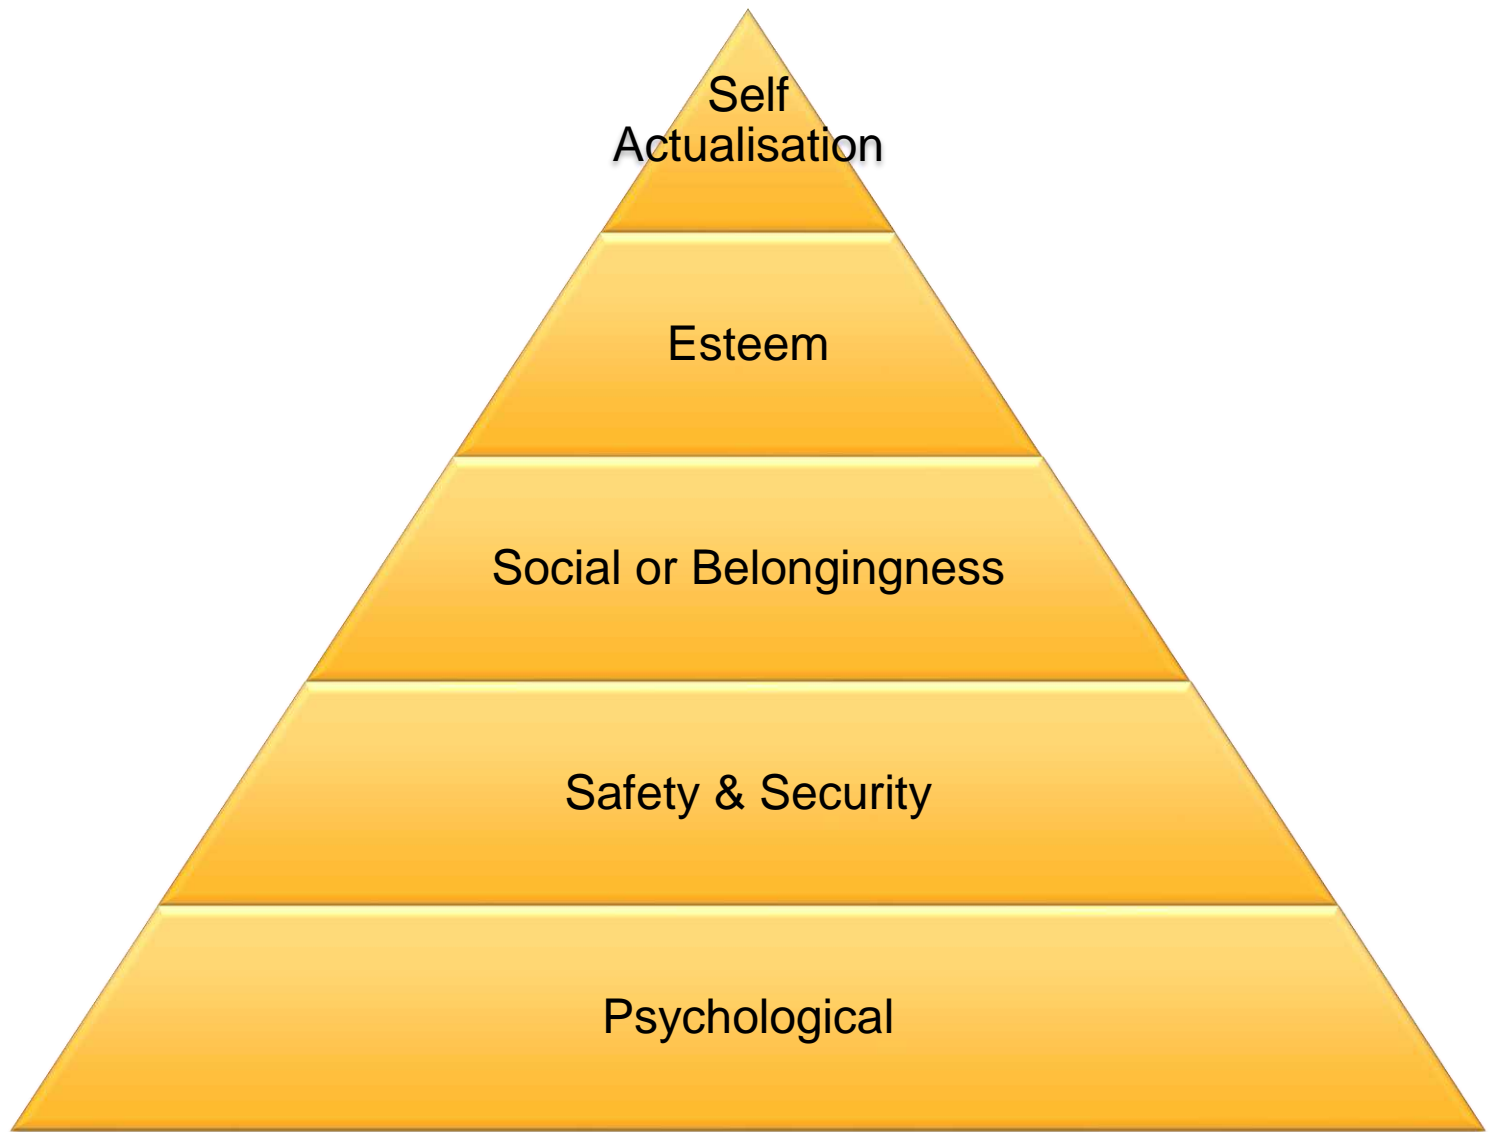 Self
Actualisation
Esteem
Social or Belongingness
Safety & Security
Psychological